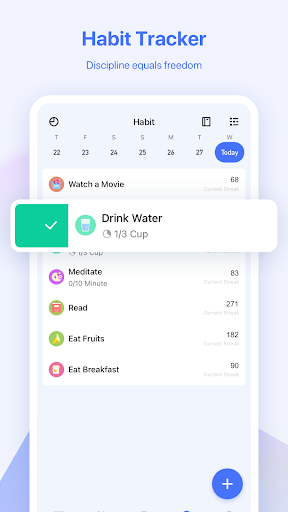 Habit Tracker
Discipline equals freedom
Habit
T F S S M T W
22 23 24 25 26 27 Today
Watch a Movie 68
Current Streak
Drink Water
1/3 Cup
1/3 Cup
Meditate 83
0/10 Minute Current Streak
Read 271
Current Streak
Eat Fruits 182
Current Streak
Eat Breakfast 90
Current Streak